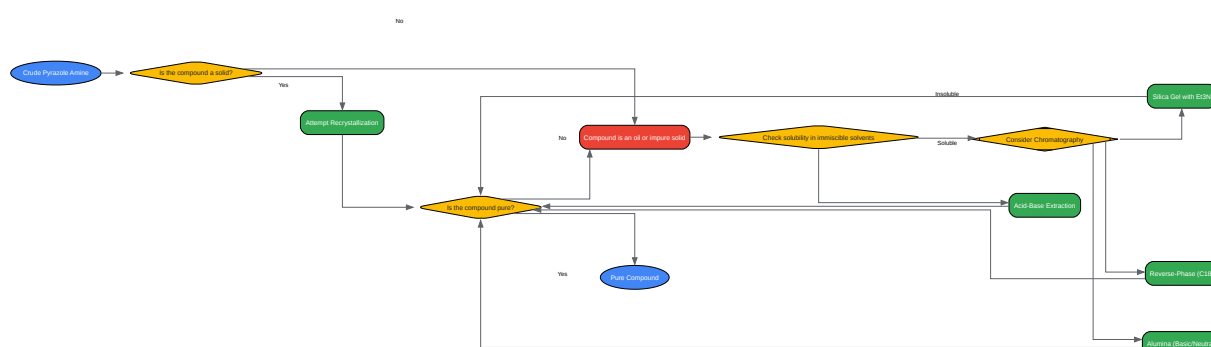 No
Crude Pyrazole Amine
Is the compound a solid?
Yes
Insoluble
Silica Gel with Et3N
Attempt Recrystallization
No
Compound is an oil or impure solid
Check solubility in immiscible solvents
Soluble
Consider Chromatography
Is the compound pure?
Acid-Base Extraction
Yes
Pure Compound
Reverse-Phase (C18
Alumina (Basic/Neutra